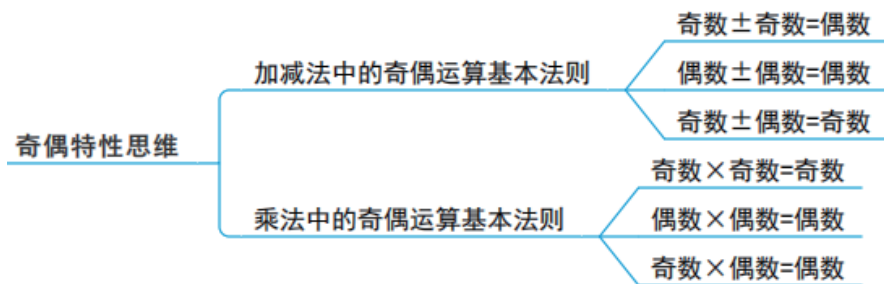 奇偶特性思维
加减法中的奇偶运算基本法则
奇数±奇数=偶数
偶数±偶数=偶数
奇数±偶数=奇数
乘法中的奇偶运算基本法则
奇数×奇数=奇数
偶数×偶数=偶数
奇数×偶数=偶数